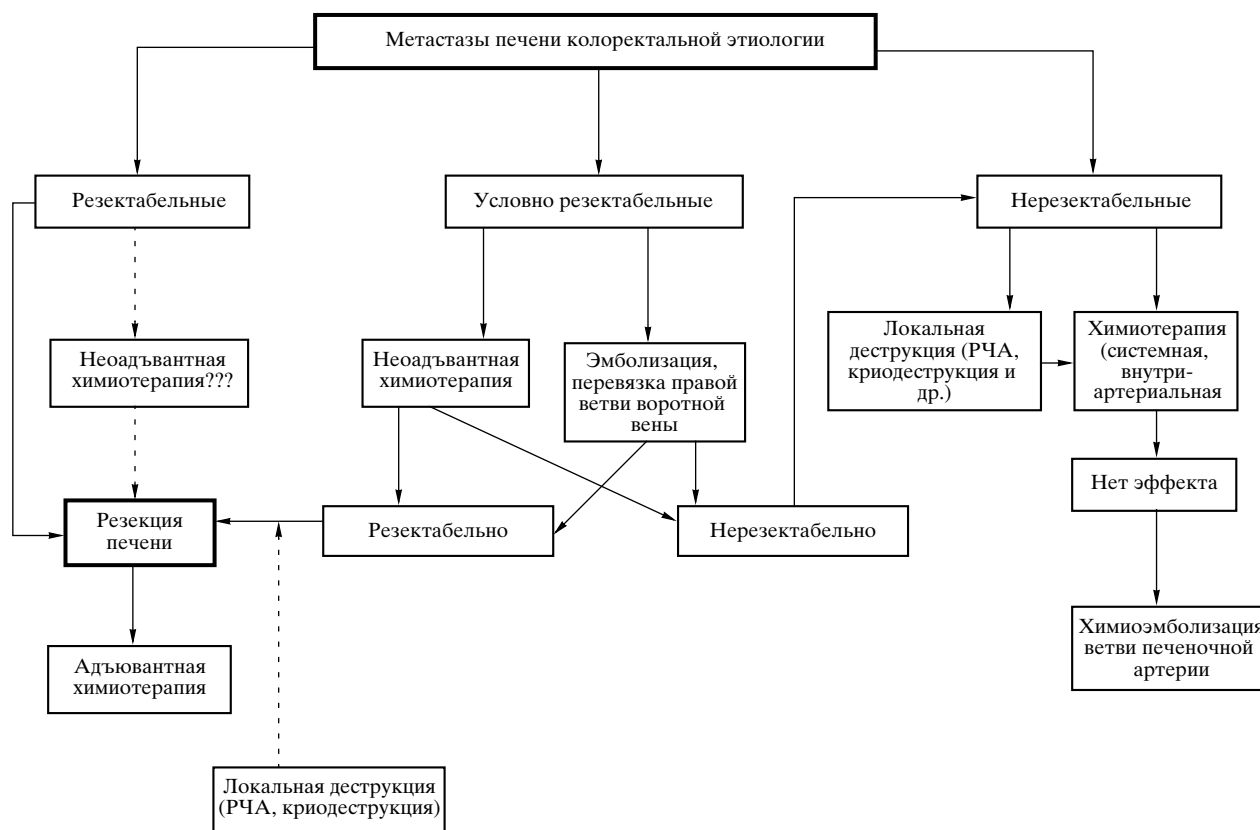 Метастазы печени колоректальной этиологии
Резектабельные
Условно резектабельные
Нерезектабельные
Неоадъвантная
химиотерапия???
Неоадъвантная
химиотерапия
Эмболизация,
перевязка правой
ветви воротной
вены
Локальная
деструкция (РЧА,
криодеструкция и
др.)
Химиотерапия
(системная,
внутри-
артериальная
Нет эффекта
Резекция
печени
Резектабельно
Нерезектабельно
Химиоэмболизация
ветви печеночной
артерии
Адъювантная
химиотерапия
Локальная деструкция
(РЧА, криодеструкция)